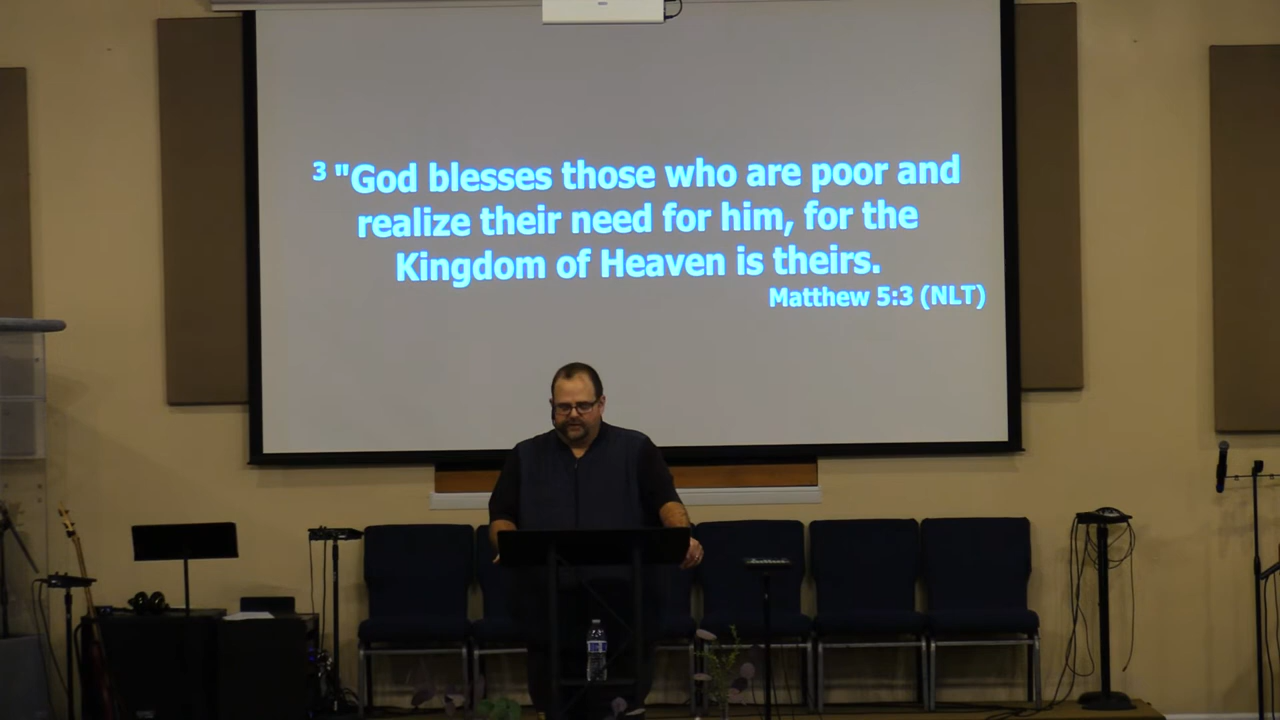 3 "God blesses those who are poor and
realize their need for him, for the
Kingdom of Heaven is theirs.
Matthew 5:3 (NLT)